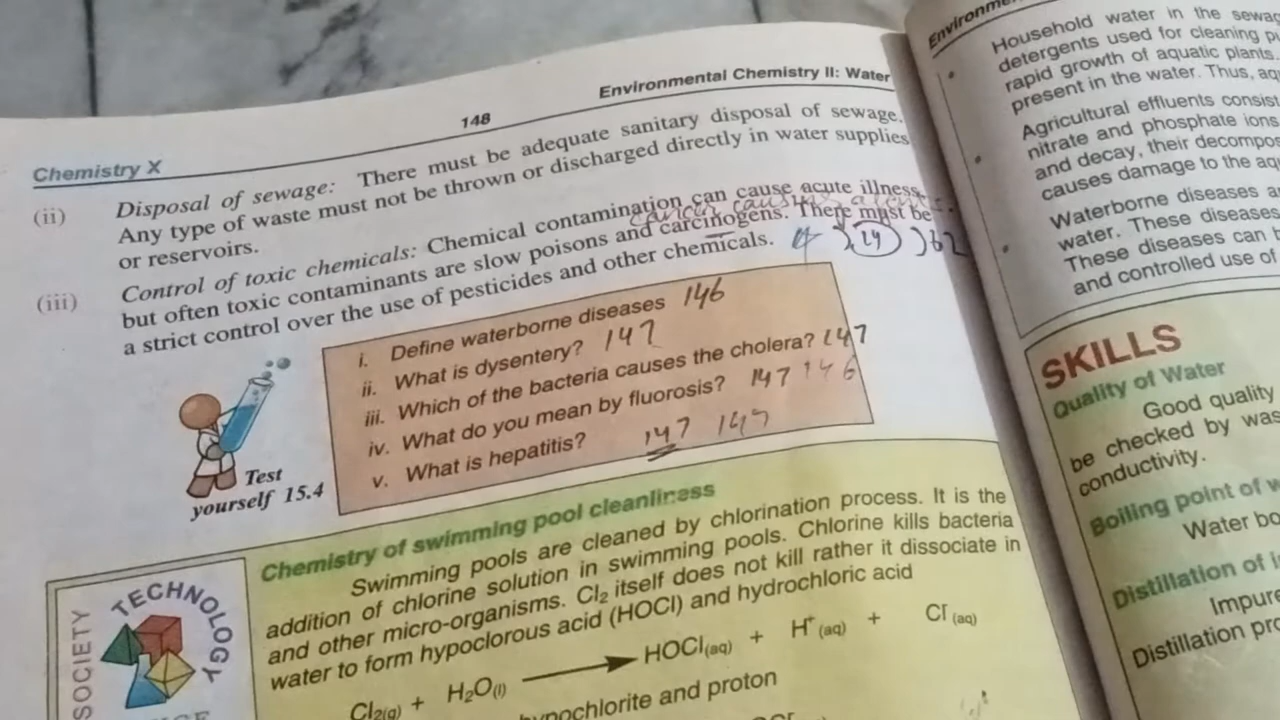 148
Environmental Chemistry II: Water
Chemistry X
(ii) Disposal of sewage: There must be adequate sanitary disposal of sewage.
Any type of waste must not be thrown or discharged directly in water supplies
or reservoirs.
(iii) Control of toxic chemicals: Chemical contamination can cause acute illness
cancer causing
but often toxic contaminants are slow poisons and carcinogens. There must be
a strict control over the use of pesticides and other chemicals.
i. Define waterborne diseases 146
ii. What is dysentery? 147
iii. Which of the bacteria causes the cholera? 147
iv. What do you mean by fluorosis? 147 146
v. What is hepatitis? 147 147
Test
yourself 15.4
SOCIETY
TECHNOLOGY
Chemistry of swimming pool cleanliness
Swimming pools are cleaned by chlorination process. It is the
addition of chlorine solution in swimming pools. Chlorine kills bacteria
and other micro-organisms. Cl₂ itself does not kill rather it dissociate in
water to form hypoclorous acid (HOCl) and hydrochloric acid
Cl₂(g) + H₂O(l) ⟶ HOCl(aq) + H⁺(aq) + Cl⁻(aq)
hypochlorite and proton
Household water in the sewag
detergents used for cleaning pu
rapid growth of aquatic plants.
present in the water. Thus, aq
Agricultural effluents consist
nitrate and phosphate ions
and decay, their decompos
causes damage to the aq
Waterborne diseases a
water. These diseases
These diseases can b
and controlled use of
SKILLS
Quality of Water
Good quality
be checked by was
conductivity.
Boiling point of w
Water bo
Distillation of i
Impure
Distillation pro